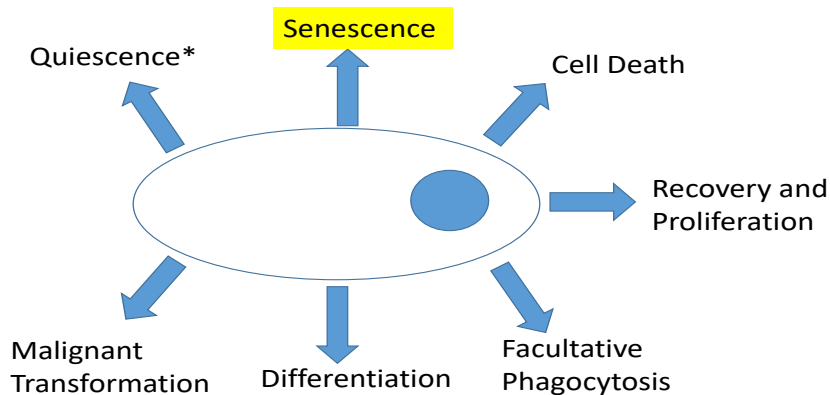 Senescence
Quiescence*
Cell Death
Recovery and
Proliferation
Malignant
Transformation
Differentiation
Facultative
Phagocytosis